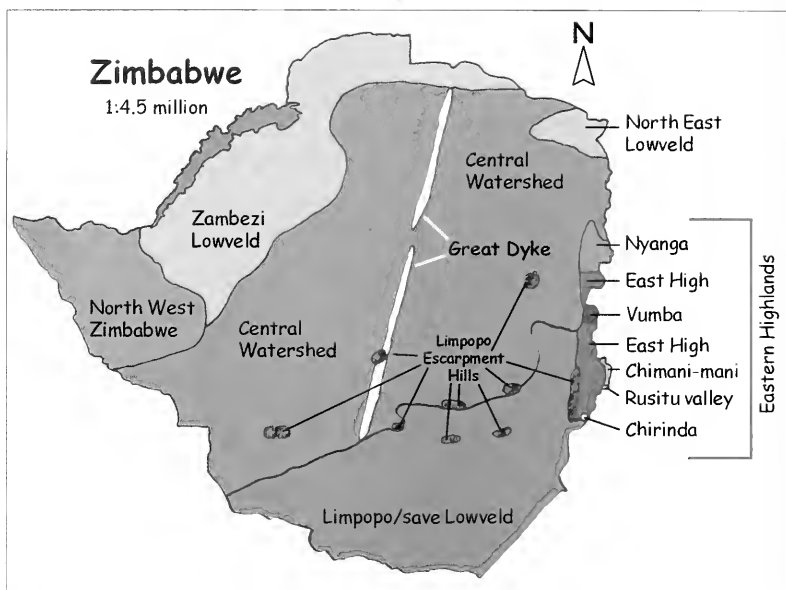 Zimbabwe
1:4.5 million
N
North East
Lowveld
Central
Watershed
Zambezi
Lowveld
Great Dyke
Nyanga
East High
North West
Zimbabwe
Vumba
Central
Watershed
Limpopo
Escarpment
Hills
East High
Chimani-mani
Rusitu valley
Chirinda
Eastern Highlands
Limpopo/save Lowveld